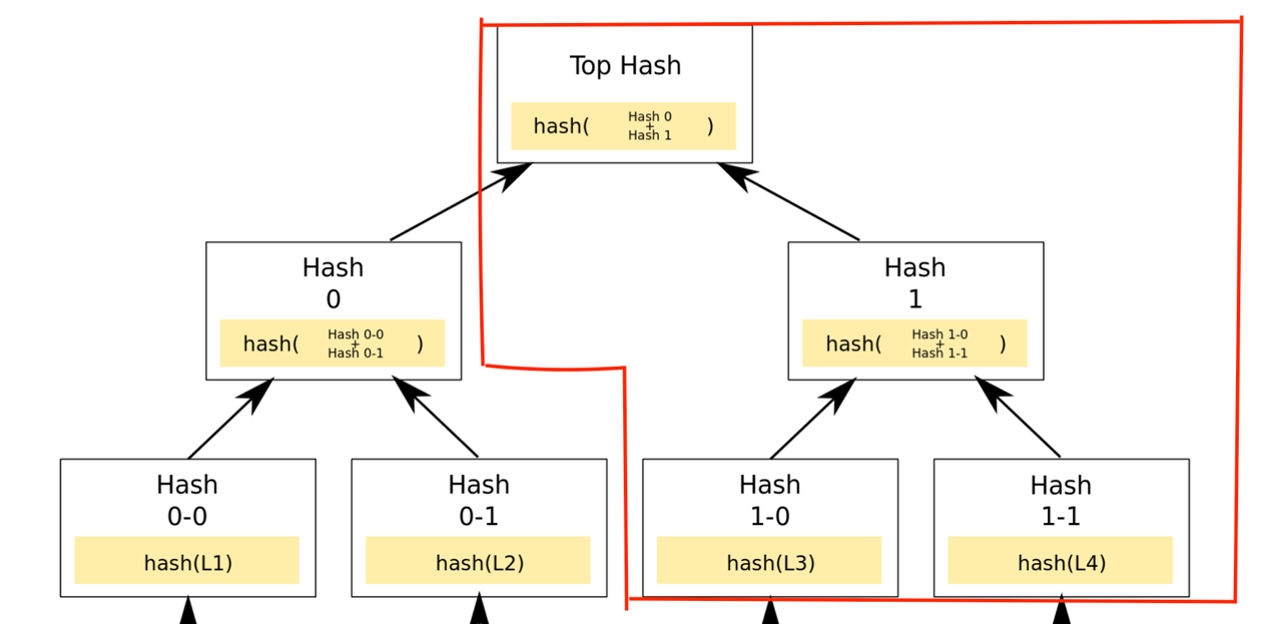 Top Hash
hash( Hash 0 + Hash 1 )
Hash
0
hash( Hash 0-0 + Hash 0-1 )
Hash
1
hash( Hash 1-0 + Hash 1-1 )
Hash
0-0
hash(L1)
Hash
0-1
hash(L2)
Hash
1-0
hash(L3)
Hash
1-1
hash(L4)